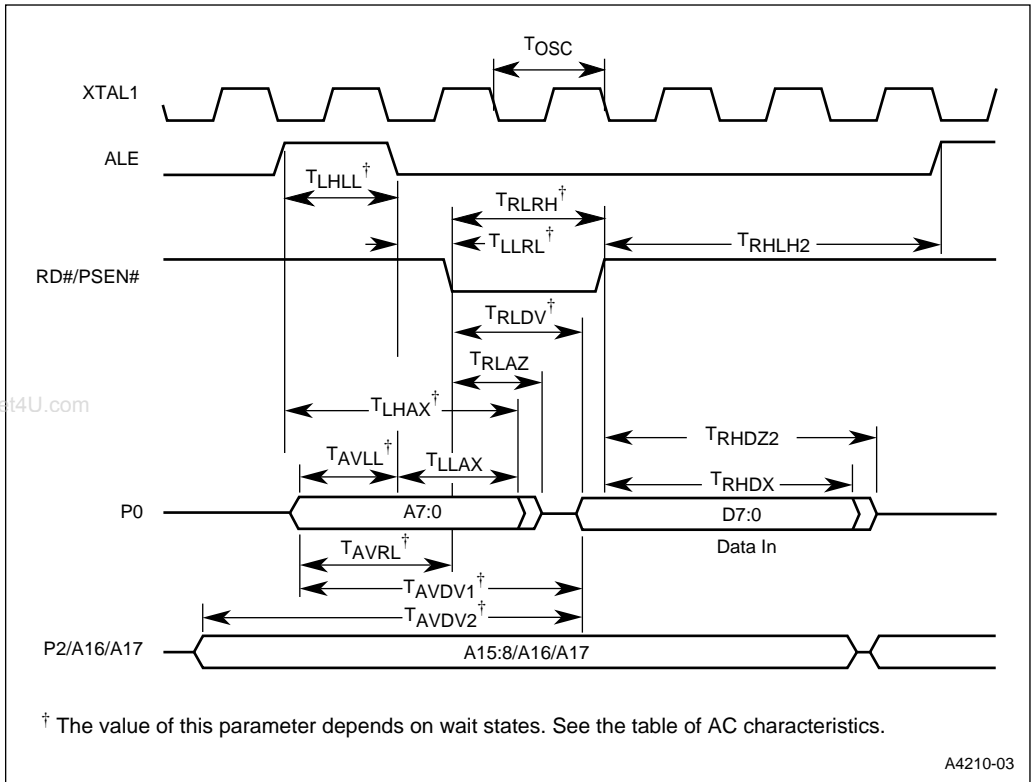 TOSC
XTAL1
ALE
TLHLL†
TRLRH†
TLLRL†
TRHLH2
RD#/PSEN#
TRLDV†
TRLAZ
et4U.com
TLHAX†
TRHDZ2
TAVLL†
TLLAX
TRHDX
P0
A7:0
D7:0
Data In
TAVRL†
TAVDV1†
TAVDV2†
P2/A16/A17
A15:8/A16/A17
† The value of this parameter depends on wait states. See the table of AC characteristics.
A4210-03